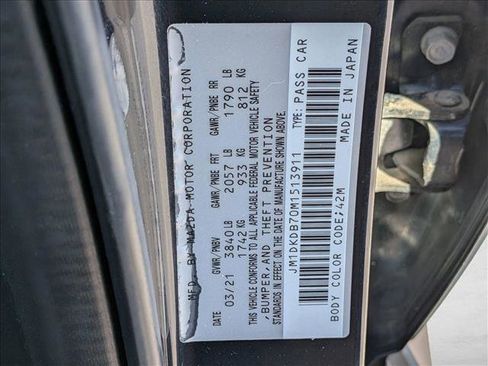 MFD. BY MAZDA MOTOR CORPORATION
DATE GVWR/PNBV GAWR/PNBE FRT GAWR/PNBE RR
03/21 3840 LB 2057 LB 1790 LB
1742 KG 933 KG 812 KG
THIS VEHICLE CONFORMS TO ALL APPLICABLE FEDERAL MOTOR VEHICLE SAFETY
,BUMPER,AND THEFT PREVENTION
STANDARDS IN EFFECT ON THE DATE OF MANUFACTURE SHOWN ABOVE.
JM1DKDB70M1513911 TYPE: PASS CAR
BODY COLOR CODE;42M MADE IN JAPAN